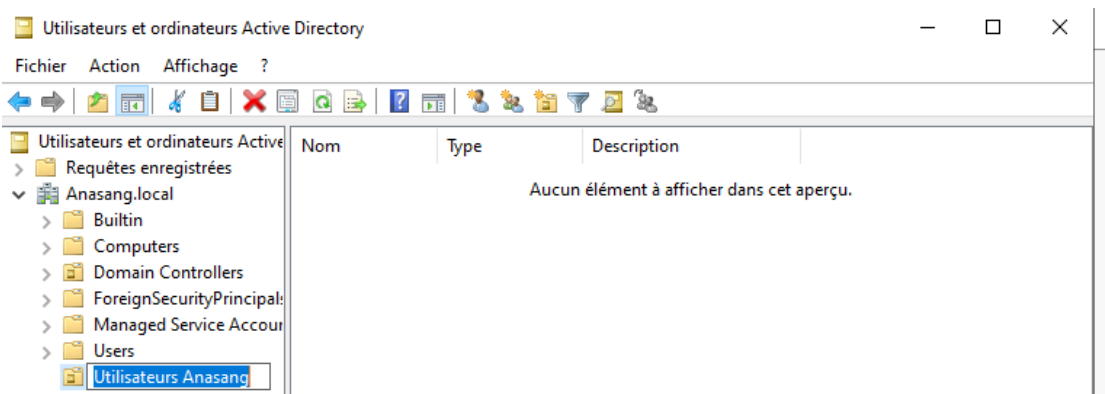 Utilisateurs et ordinateurs Active Directory
Fichier Action Affichage ?
Utilisateurs et ordinateurs Active
Requêtes enregistrées
Anasang.local
Builtin
Computers
Domain Controllers
ForeignSecurityPrincipals
Managed Service Accour
Users
Utilisateurs Anasang
Nom Type Description
Aucun élément à afficher dans cet aperçu.